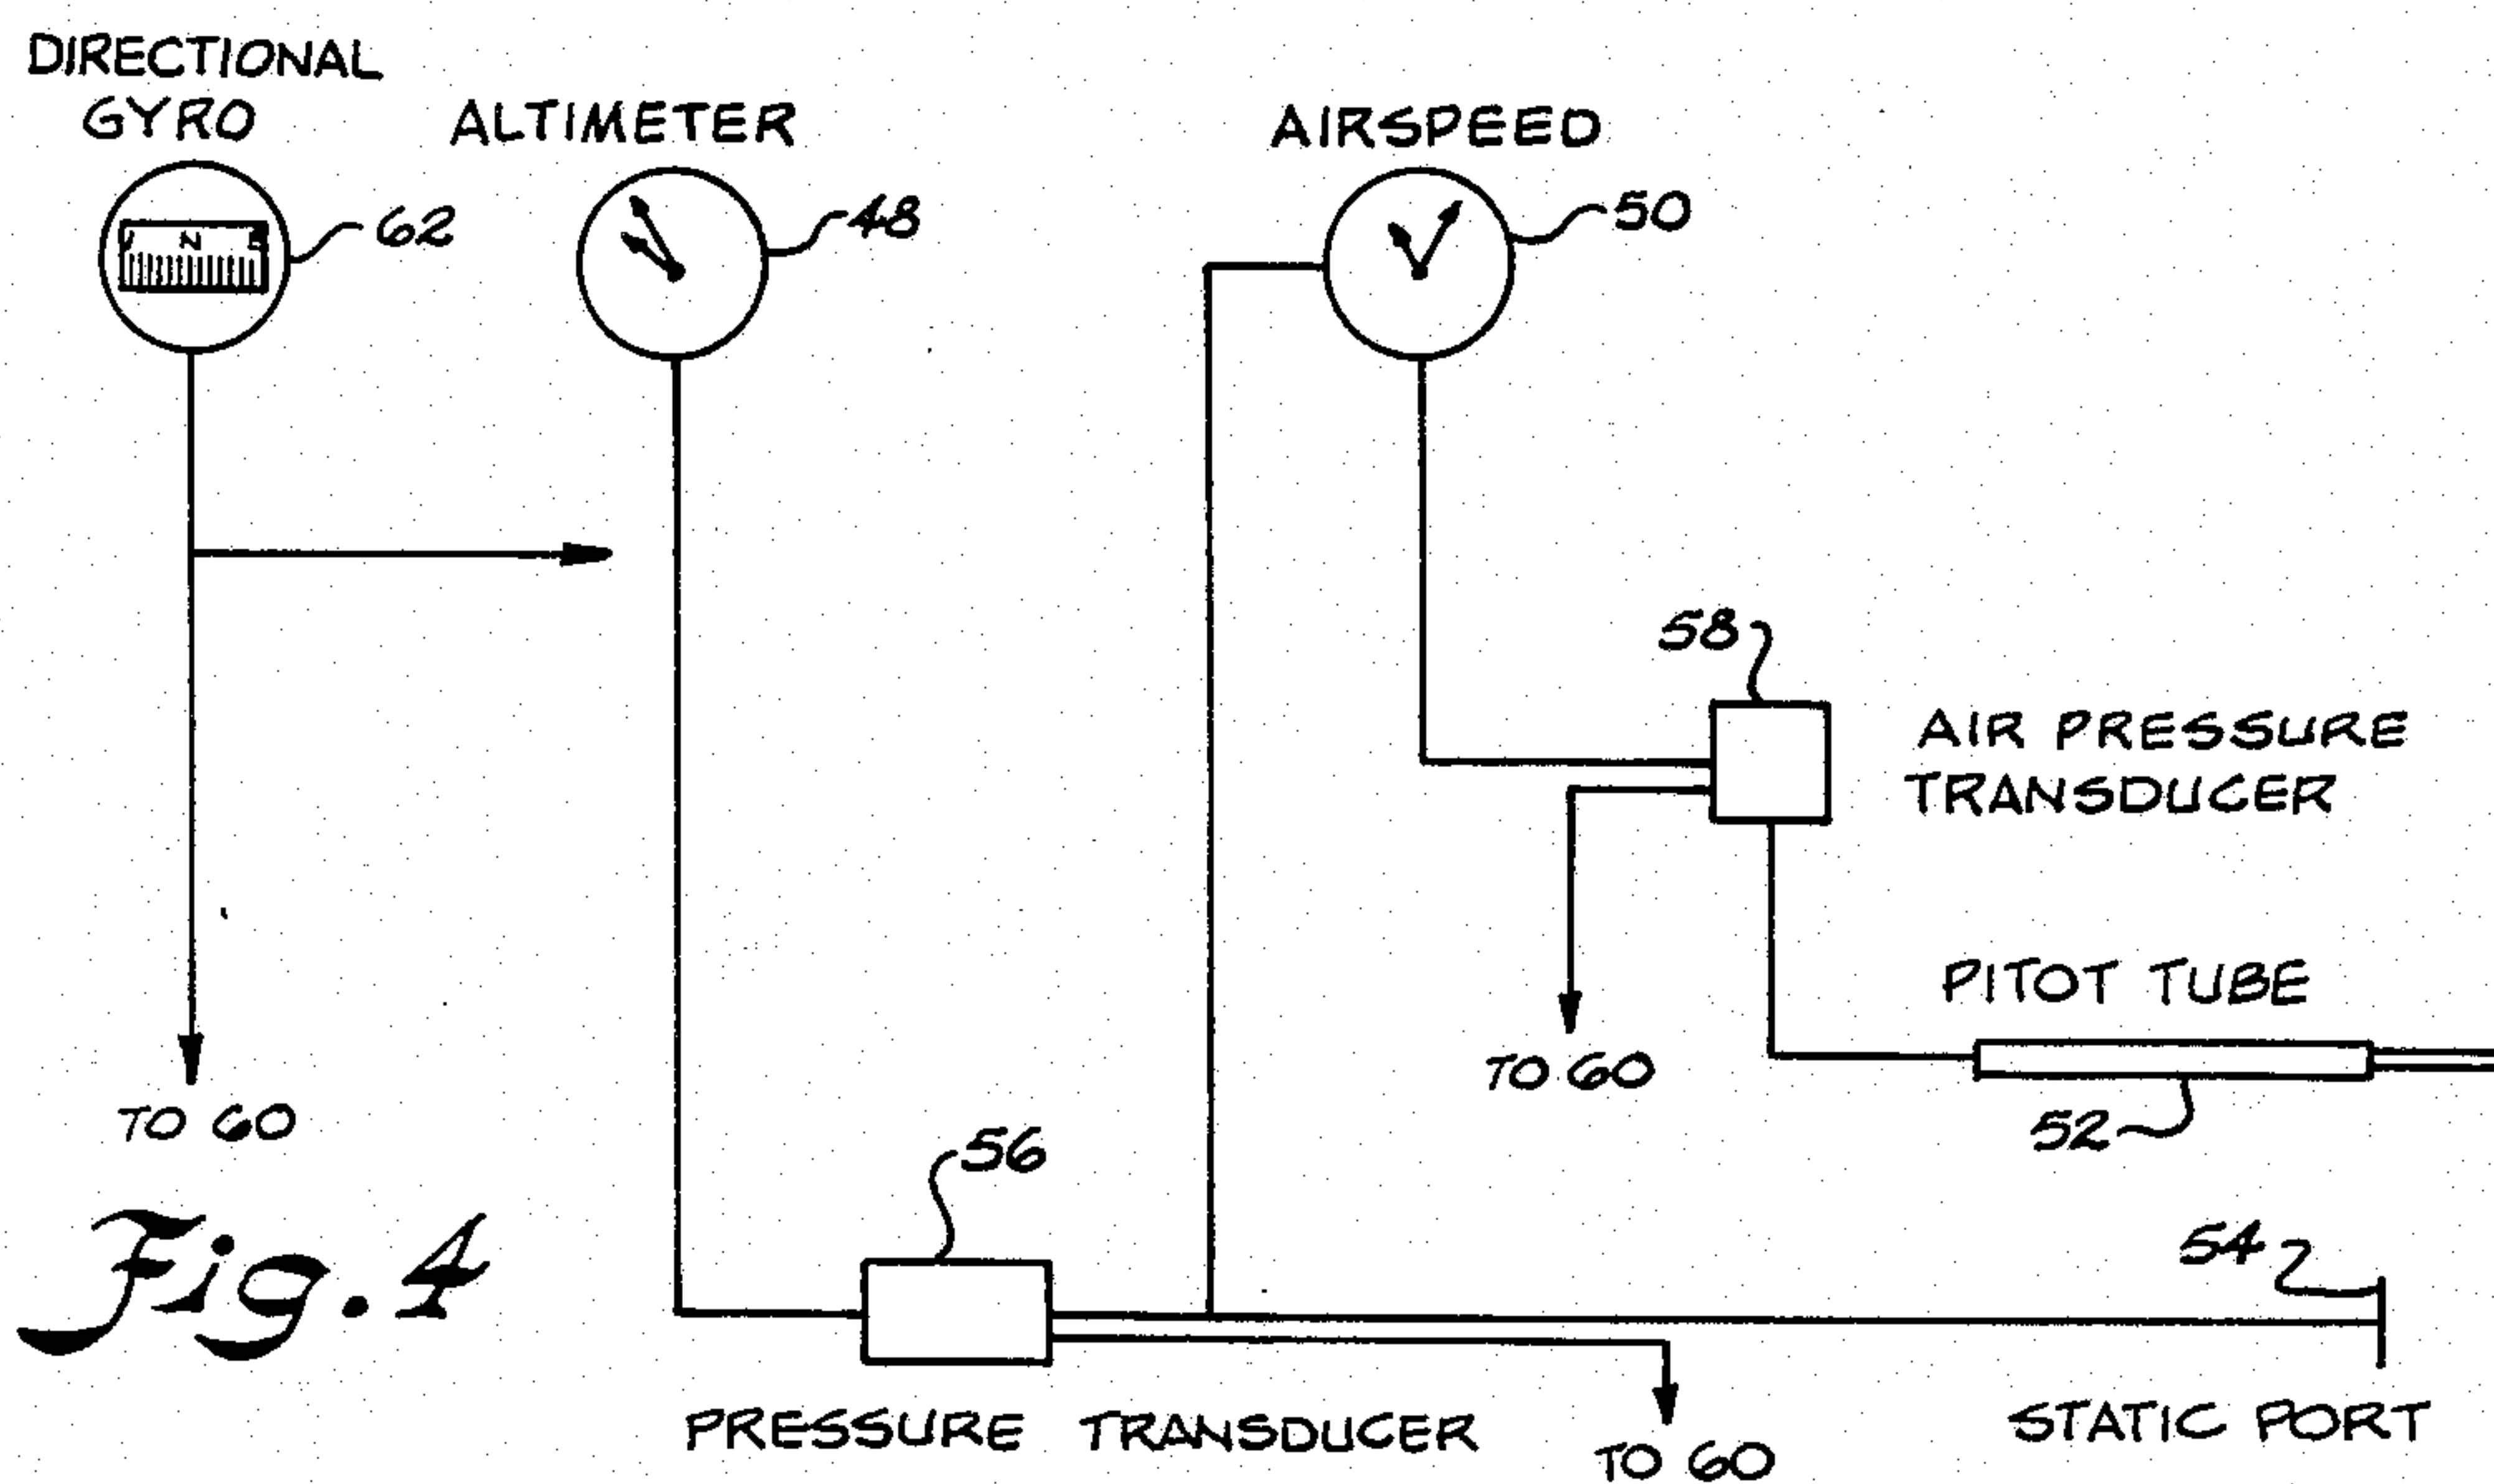 DIRECTIONAL
GYRO
ALTIMETER
AIRSPEED
N
62
48
50
58
AIR PRESSURE
TRANSDUCER
PITOT TUBE
TO 60
52
TO 60
56
54
Fig. 4
PRESSURE TRANSDUCER
TO 60
STATIC PORT